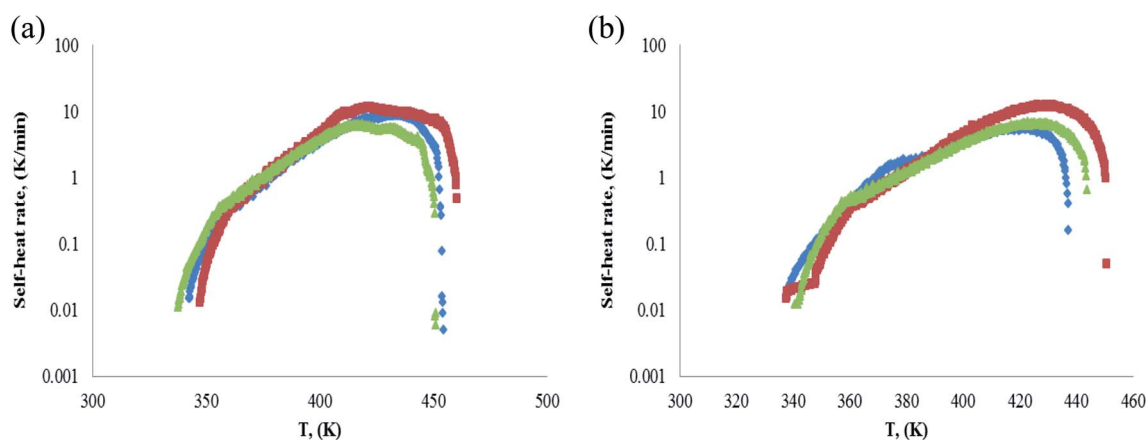 (a)
100
10
1
0.1
0.01
0.001
Self-heat rate, (K/min)
300 350 400 450 500
T, (K)
(b)
100
10
1
0.1
0.01
0.001
Self-heat rate, (K/min)
300 320 340 360 380 400 420 440 460
T, (K)